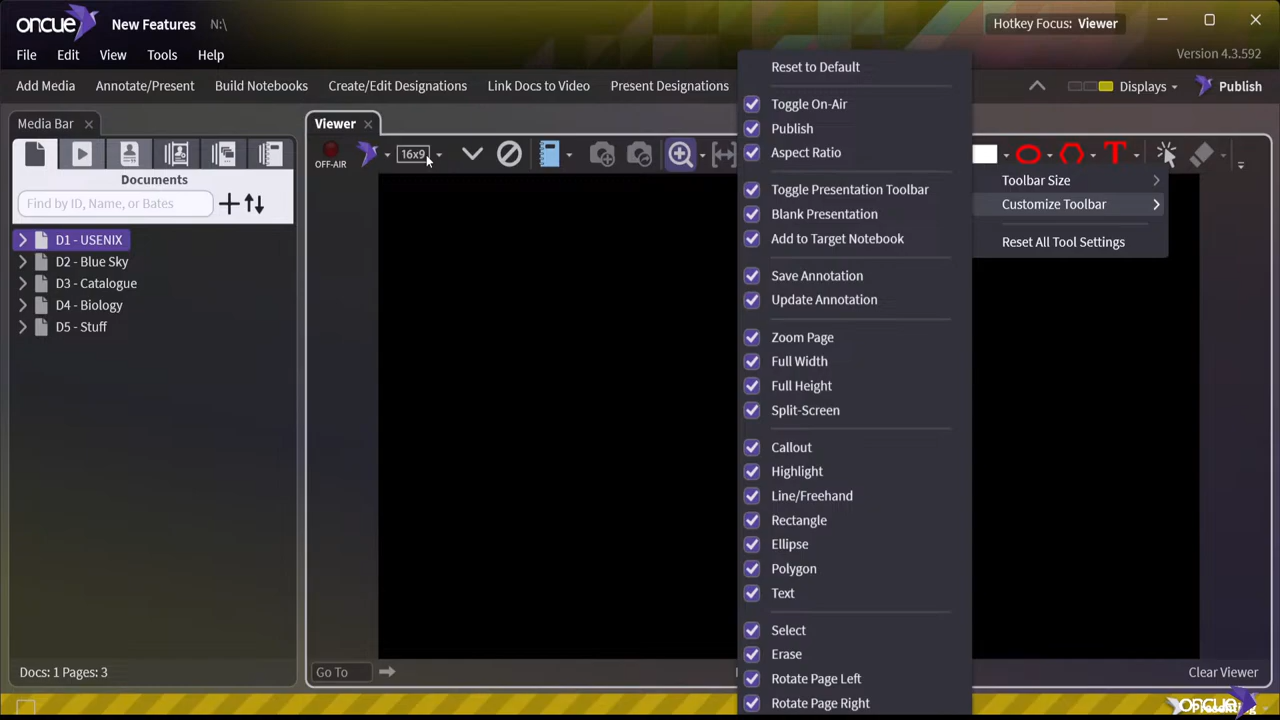 oncue New Features N:\ Hotkey Focus: Viewer
File Edit View Tools Help Version 4.3.592
Add Media Annotate/Present Build Notebooks Create/Edit Designations Link Docs to Video Present Designations Displays Publish
Media Bar
Viewer
OFF-AIR
16x9
T
Documents
Find by ID, Name, or Bates
D1 - USENIX
D2 - Blue Sky
D3 - Catalogue
D4 - Biology
D5 - Stuff
Docs: 1 Pages: 3
Go To
Reset to Default
Toggle On-Air
Publish
Aspect Ratio
Toggle Presentation Toolbar
Blank Presentation
Add to Target Notebook
Save Annotation
Update Annotation
Zoom Page
Full Width
Full Height
Split-Screen
Callout
Highlight
Line/Freehand
Rectangle
Ellipse
Polygon
Text
Select
Erase
Rotate Page Left
Rotate Page Right
Toolbar Size
Customize Toolbar
Reset All Tool Settings
Clear Viewer
oncue